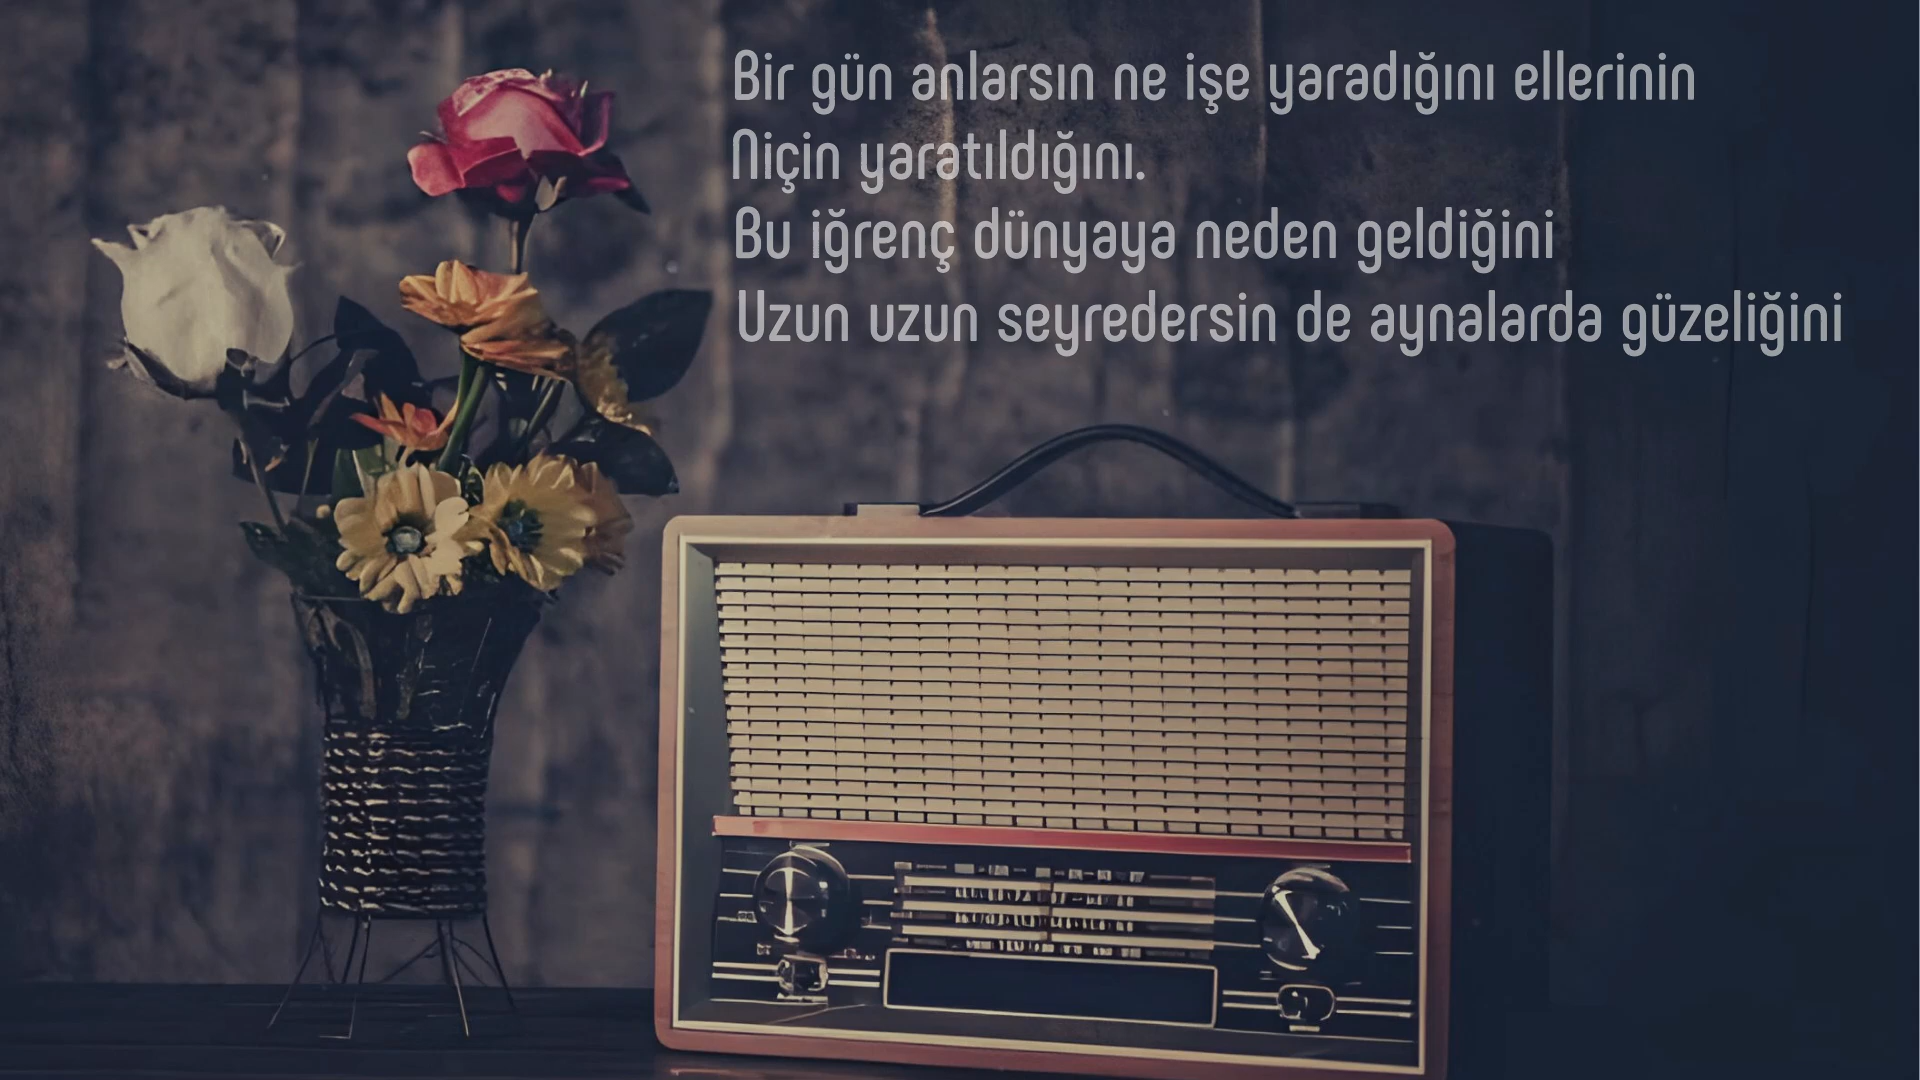 Bir gün anlarsın ne işe yaradığını ellerinin
Niçin yaratıldığını.
Bu iğrenç dünyaya neden geldiğini
Uzun uzun seyredersin de aynalarda güzeliğini